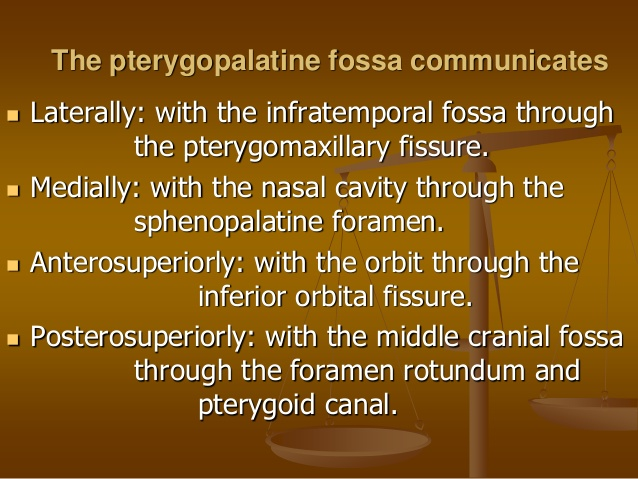 The pterygopalatine fossa communicates
Laterally: with the infratemporal fossa through
the pterygomaxillary fissure.
Medially: with the nasal cavity through the
sphenopalatine foramen.
Anterosuperiorly: with the orbit through the
inferior orbital fissure.
Posterosuperiorly: with the middle cranial fossa
through the foramen rotundum and
pterygoid canal.